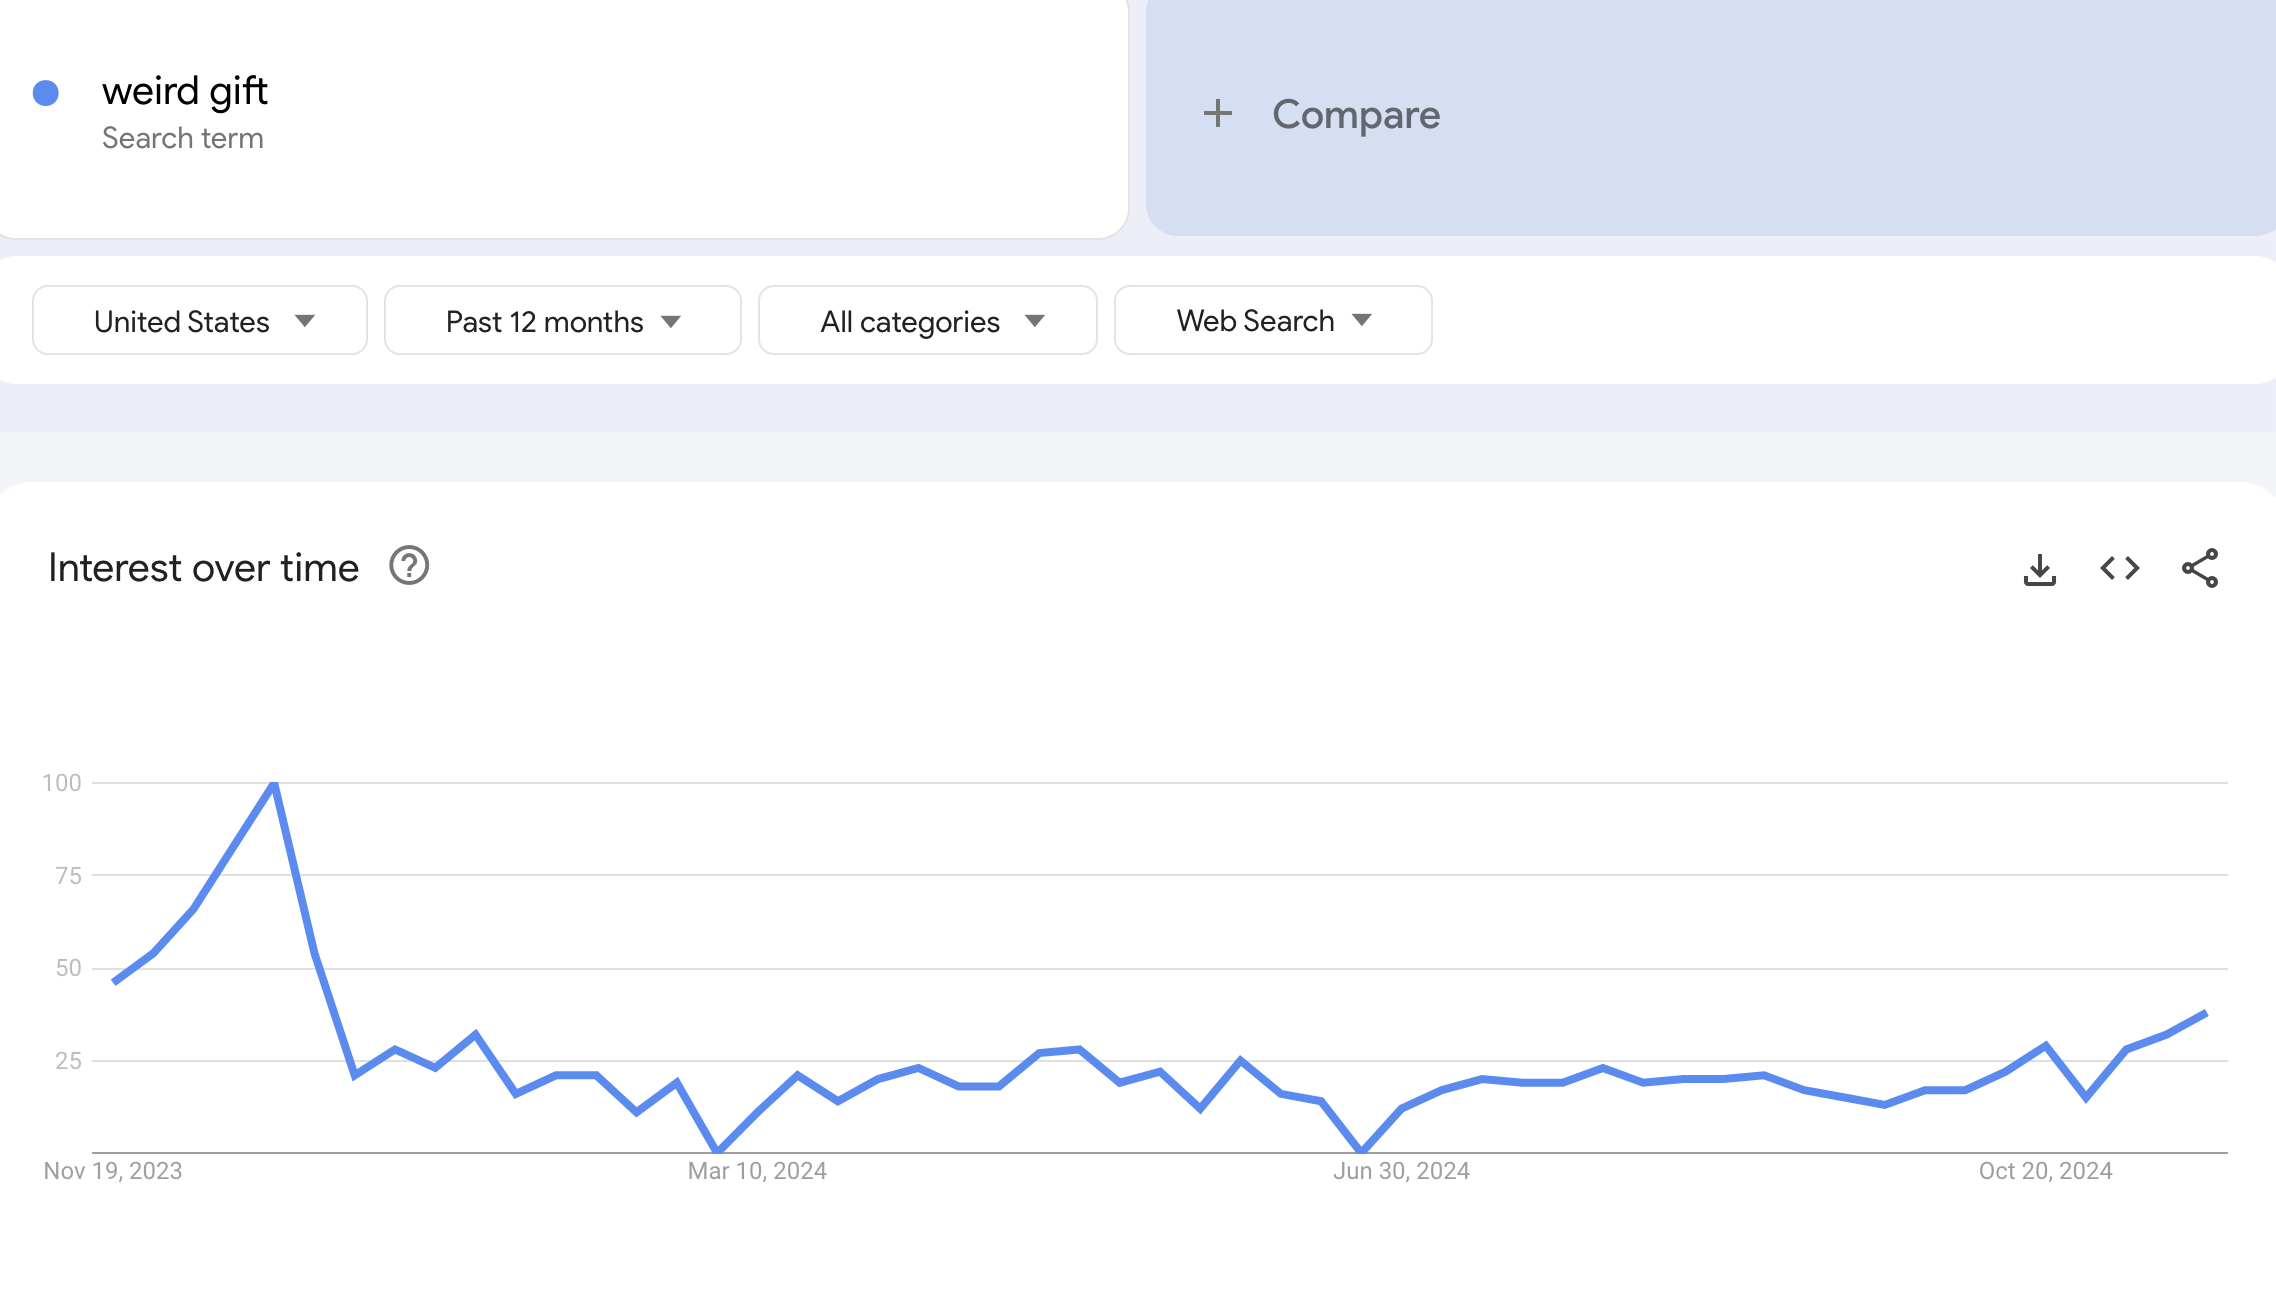 weird gift
Search term
+ Compare
United States
Past 12 months
All categories
Web Search
Interest over time
100
75
50
25
Nov 19, 2023
Mar 10, 2024
Jun 30, 2024
Oct 20, 2024